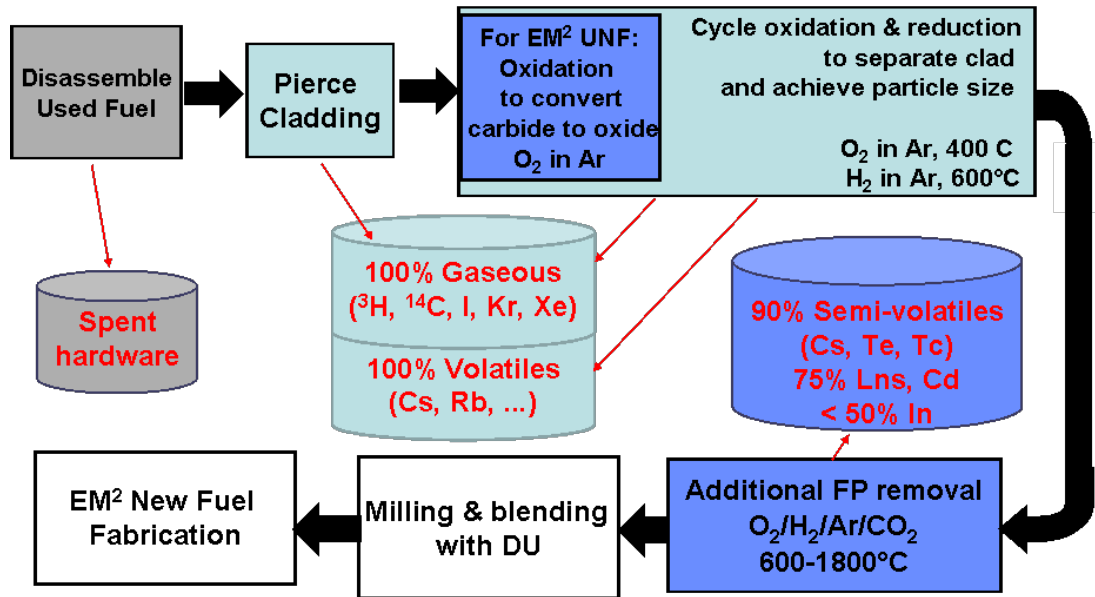 Disassemble
Used Fuel
Pierce
Cladding
For EM² UNF:
Oxidation
to convert
carbide to oxide
O₂ in Ar
Cycle oxidation & reduction
to separate clad
and achieve particle size
O₂ in Ar, 400 C
H₂ in Ar, 600°C
Spent
hardware
100% Gaseous
(³H, ¹⁴C, I, Kr, Xe)
100% Volatiles
(Cs, Rb, ...)
90% Semi-volatiles
(Cs, Te, Tc)
75% Lns, Cd
< 50% In
EM² New Fuel
Fabrication
Milling & blending
with DU
Additional FP removal
O₂/H₂/Ar/CO₂
600-1800°C